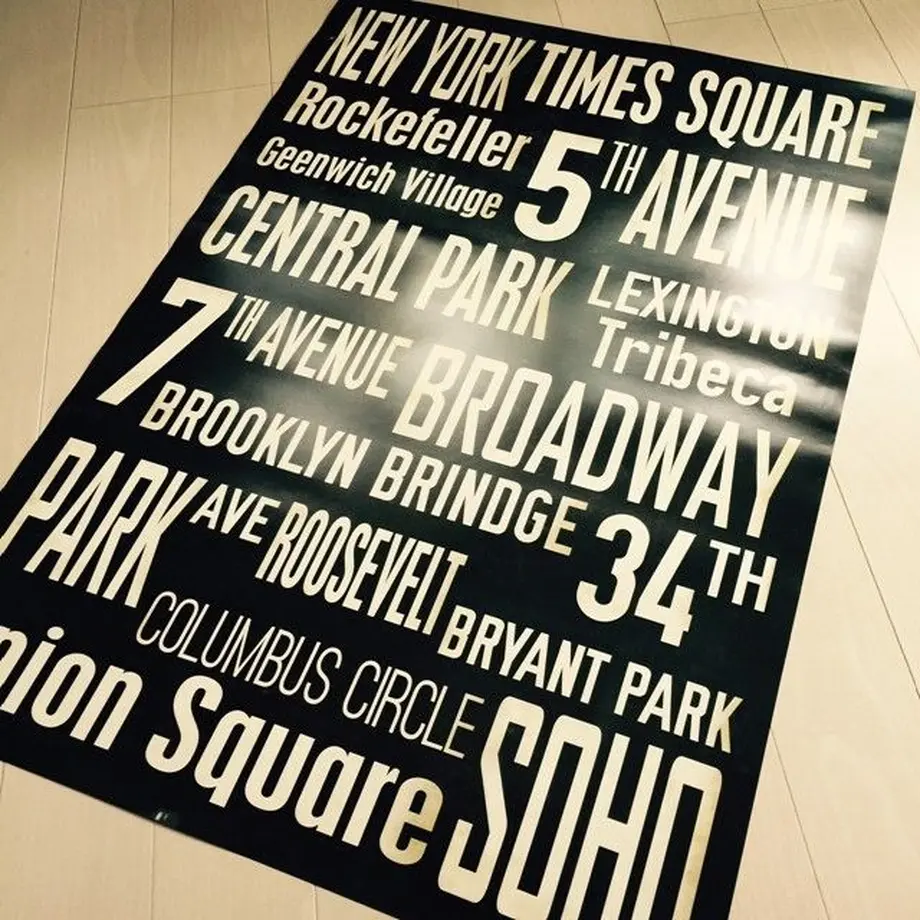 NEW YORK TIMES SQUARE
Rockefeller 5TH AVENUE
Geenwich Village
CENTRAL PARK LEXINGTON
Tribeca
7TH AVENUE BROADWAY
BROOKLYN BRINDGE 34TH
PARK AVE ROOSEVELT
BRYANT PARK
COLUMBUS CIRCLE
nion Square SOHO